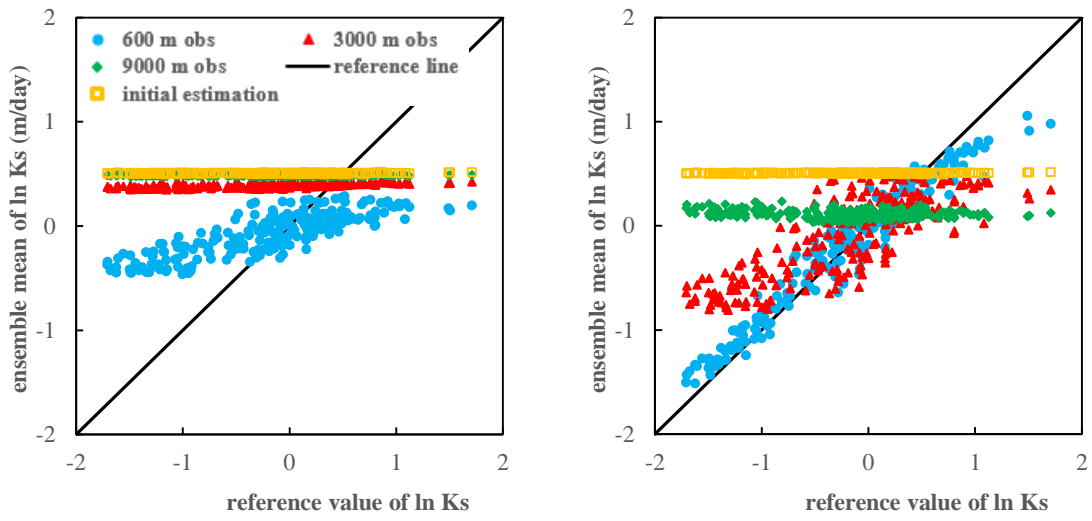 2
1
0
-1
-2
ensemble mean of ln Ks (m/day)
600 m obs
3000 m obs
9000 m obs
reference line
initial estimation
-2
-1
0
1
2
reference value of ln Ks
2
1
0
-1
-2
ensemble mean of ln Ks (m/day)
-2
-1
0
1
2
reference value of ln Ks